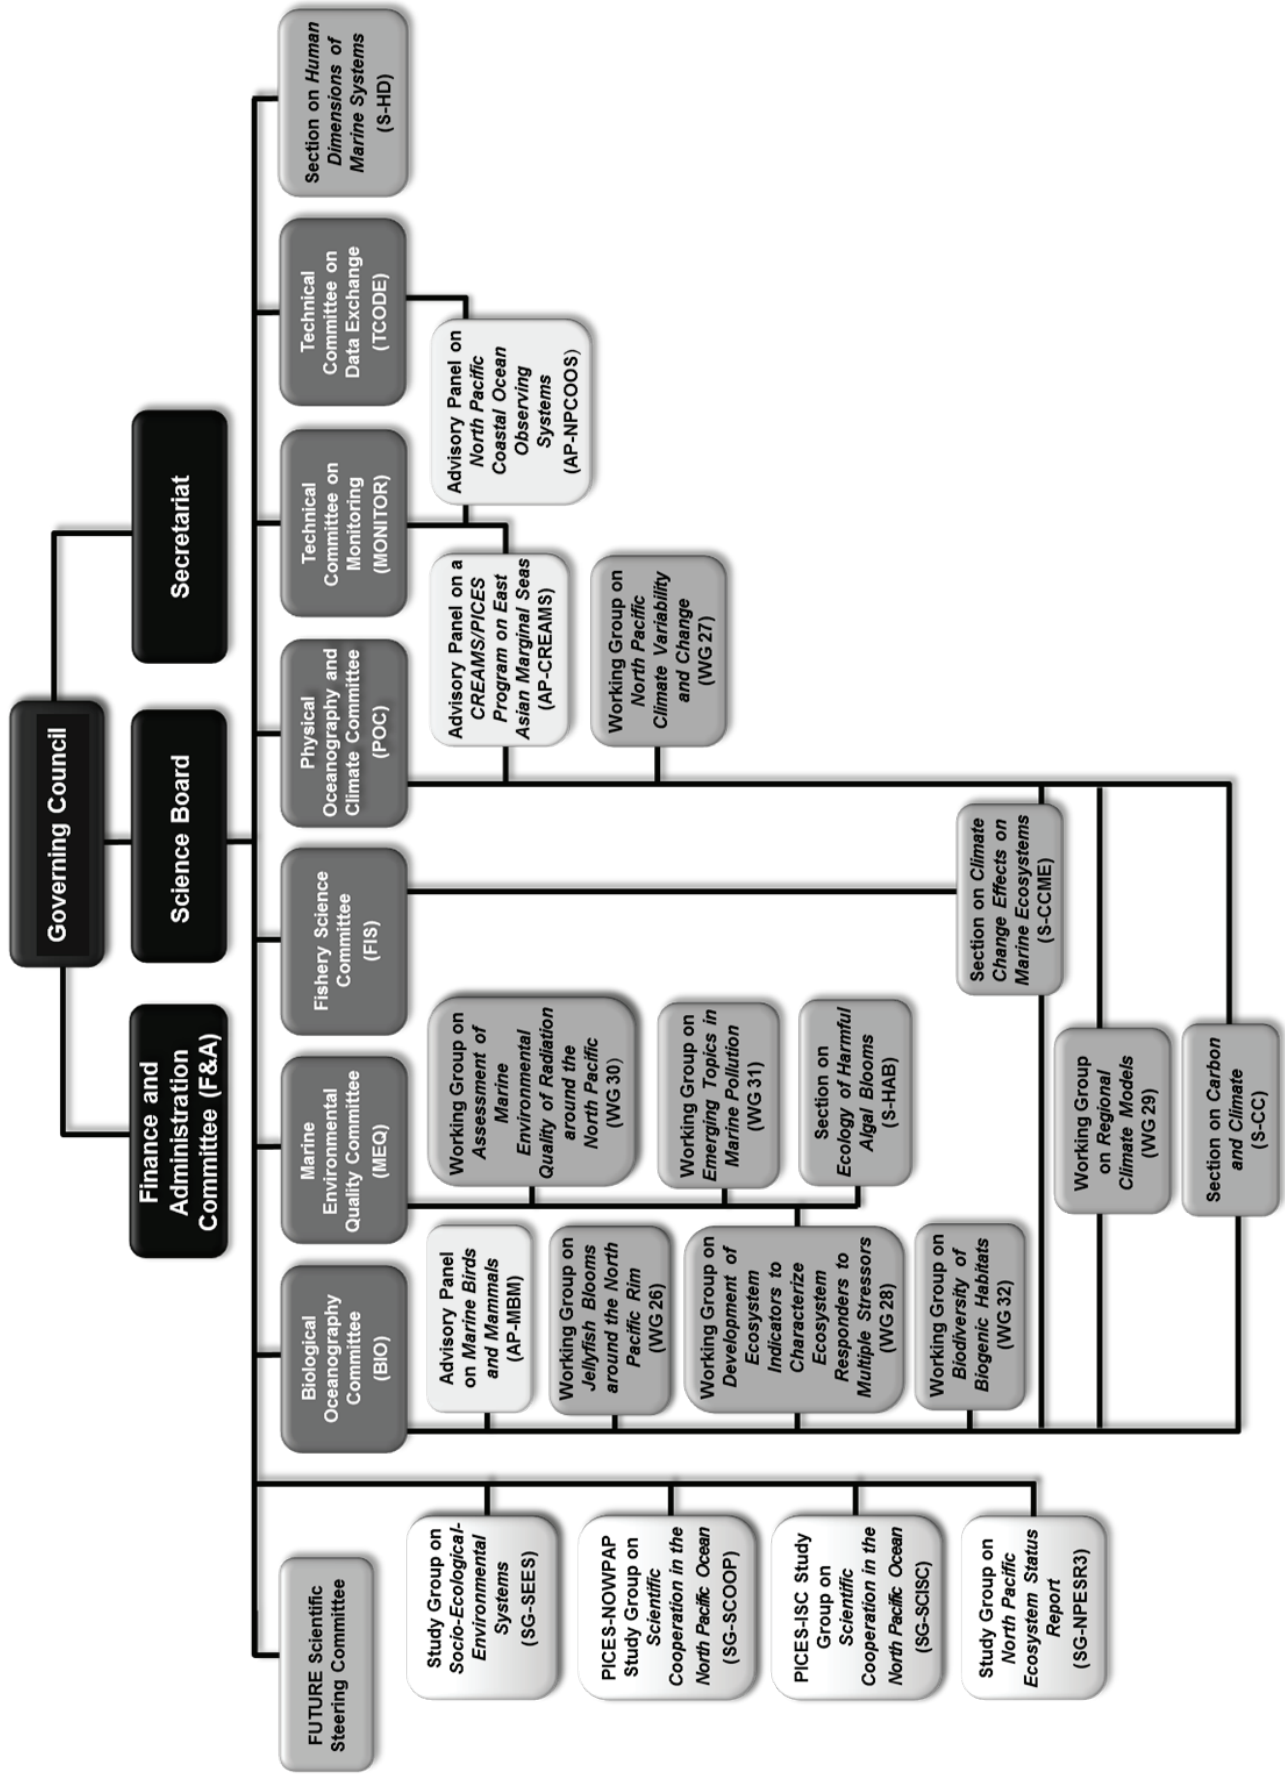 Governing Council
Finance and
Administration
Committee (F&A)
Science Board
Secretariat
FUTURE Scientific
Steering Committee
Biological
Oceanography
Committee
(BIO)
Marine
Environmental
Quality Committee
(MEQ)
Fishery Science
Committee
(FIS)
Physical
Oceanography and
Climate Committee
(POC)
Technical
Committee on
Monitoring
(MONITOR)
Technical
Committee on
Data Exchange
(TCODE)
Section on Human
Dimensions of
Marine Systems
(S-HD)
Study Group on
Socio-Ecological-
Environmental
Systems
(SG-SEES)
PICES-NOWPAP
Study Group on
Scientific
Cooperation in the
North Pacific Ocean
(SG-SCOOP)
PICES-ISC Study
Group on
Scientific
Cooperation in the
North Pacific Ocean
(SG-SCISC)
Study Group on
North Pacific
Ecosystem Status
Report
(SG-NPESR3)
Advisory Panel
on Marine Birds
and Mammals
(AP-MBM)
Working Group on
Jellyfish Blooms
around the North
Pacific Rim
(WG 26)
Working Group on
Development of
Ecosystem
Indicators to
Characterize
Ecosystem
Responders to
Multiple Stressors
(WG 28)
Working Group on
Biodiversity of
Biogenic Habitats
(WG 32)
Working Group on
Assessment of
Marine
Environmental
Quality of Radiation
around the
North Pacific
(WG 30)
Working Group on
Emerging Topics in
Marine Pollution
(WG 31)
Section on
Ecology of Harmful
Algal Blooms
(S-HAB)
Section on Climate
Change Effects on
Marine Ecosystems
(S-CCME)
Working Group
on Regional
Climate Models
(WG 29)
Section on Carbon
and Climate
(S-CC)
Advisory Panel on a
CREAMS/PICES
Program on East
Asian Marginal Seas
(AP-CREAMS)
Working Group on
North Pacific
Climate Variability
and Change
(WG 27)
Advisory Panel on
North Pacific
Coastal Ocean
Observing
Systems
(AP-NPCOOS)